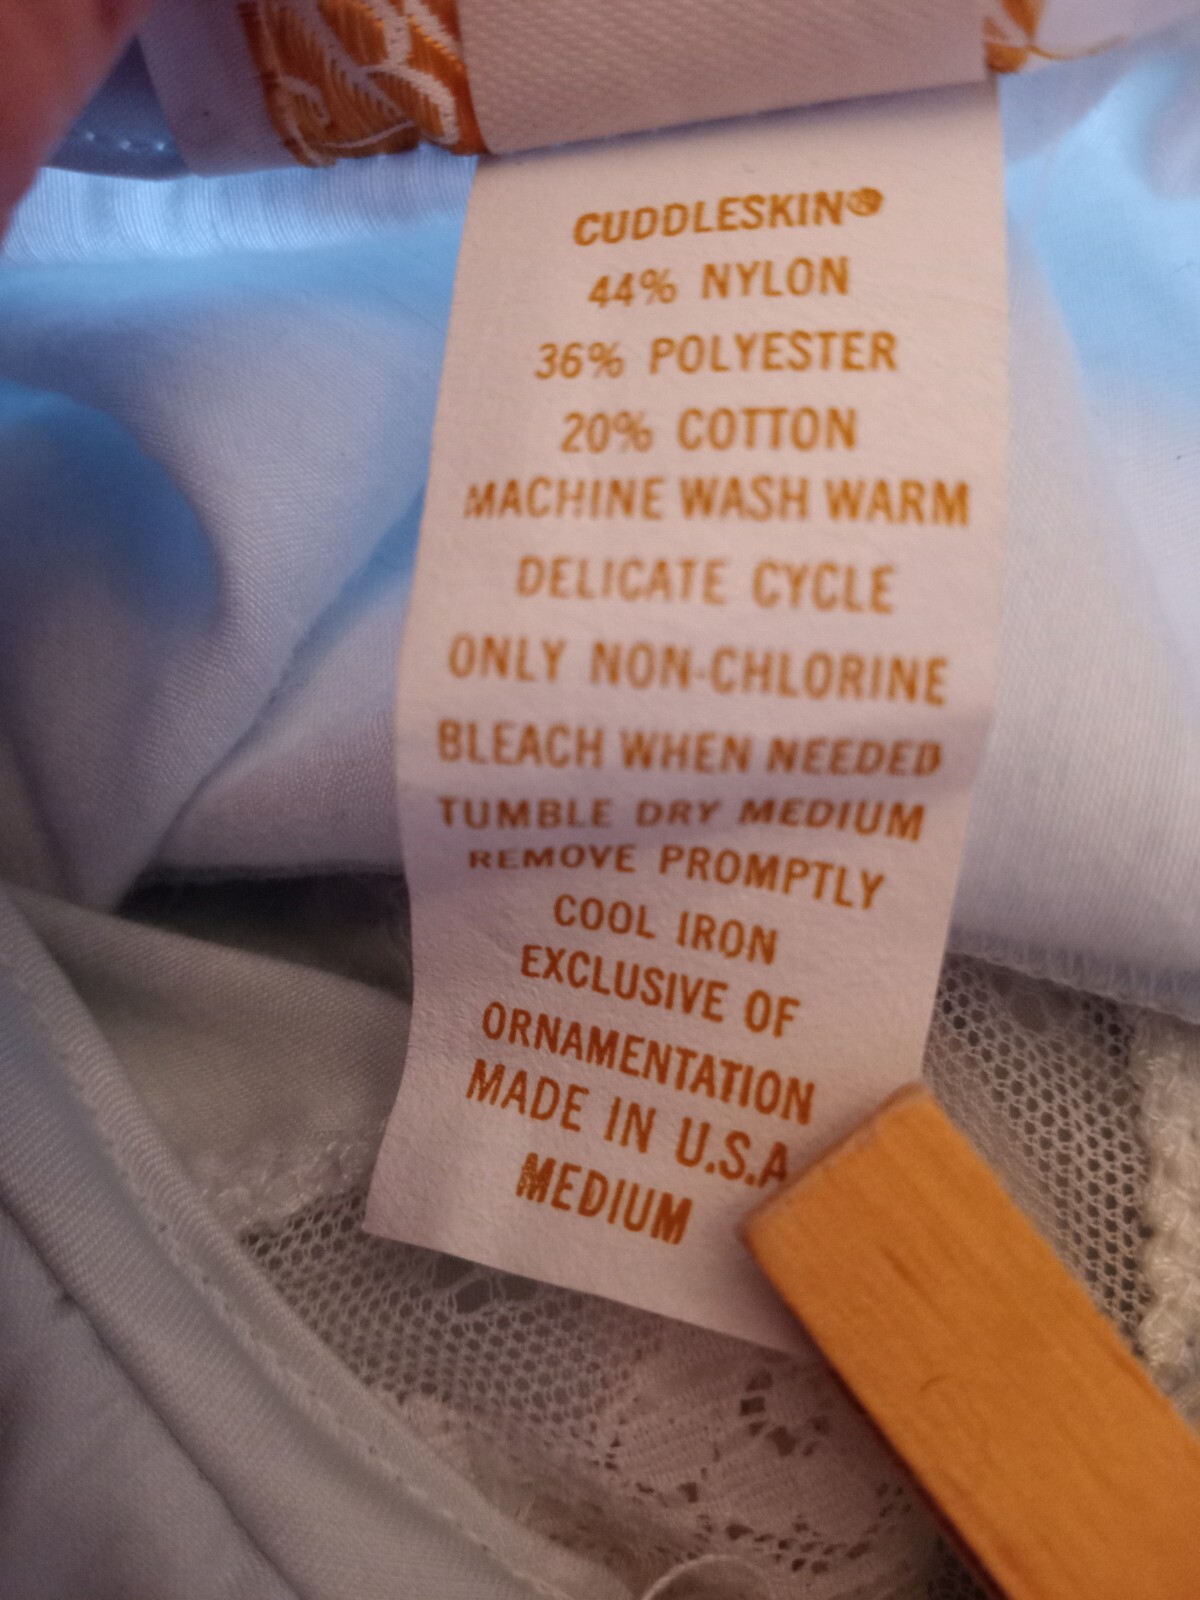 CUDDLESKIN®
44% NYLON
36% POLYESTER
20% COTTON
MACHINE WASH WARM
DELICATE CYCLE
ONLY NON-CHLORINE
BLEACH WHEN NEEDED
TUMBLE DRY MEDIUM
REMOVE PROMPTLY
COOL IRON
EXCLUSIVE OF
ORNAMENTATION
MADE IN U.S.A
MEDIUM